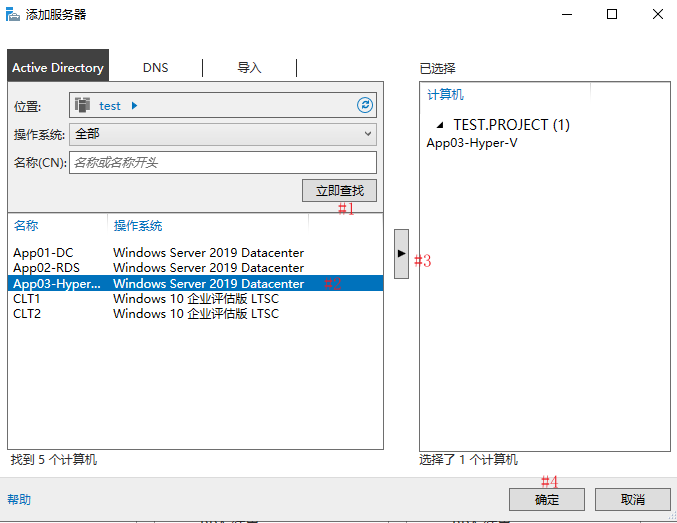 添加服务器
Active Directory DNS 导入
已选择
位置: test
操作系统: 全部
名称(CN): 名称或名称开头
立即查找
#1
名称 操作系统
App01-DC Windows Server 2019 Datacenter
App02-RDS Windows Server 2019 Datacenter
App03-Hyper... Windows Server 2019 Datacenter #2
CLT1 Windows 10 企业评估版 LTSC
CLT2 Windows 10 企业评估版 LTSC
找到 5 个计算机
#3
计算机
TEST.PROJECT (1)
App03-Hyper-V
选择了 1 个计算机
#4
帮助 确定 取消